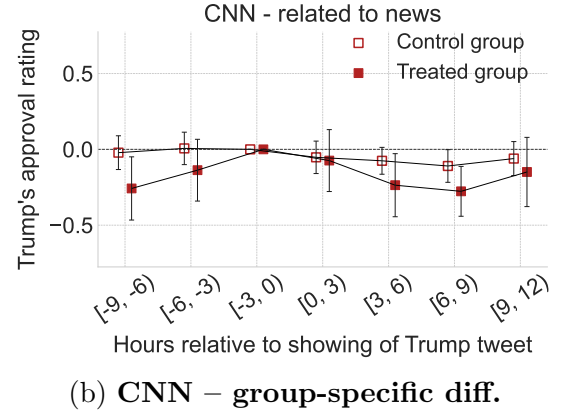 CNN - related to news
Control group
Treated group
Trump's approval rating
0.5
0.0
−0.5
[-9, -6)
[-6, -3)
[-3, 0)
[0, 3)
[3, 6)
[6, 9)
[9, 12)
Hours relative to showing of Trump tweet
(b) CNN – group-specific diff.